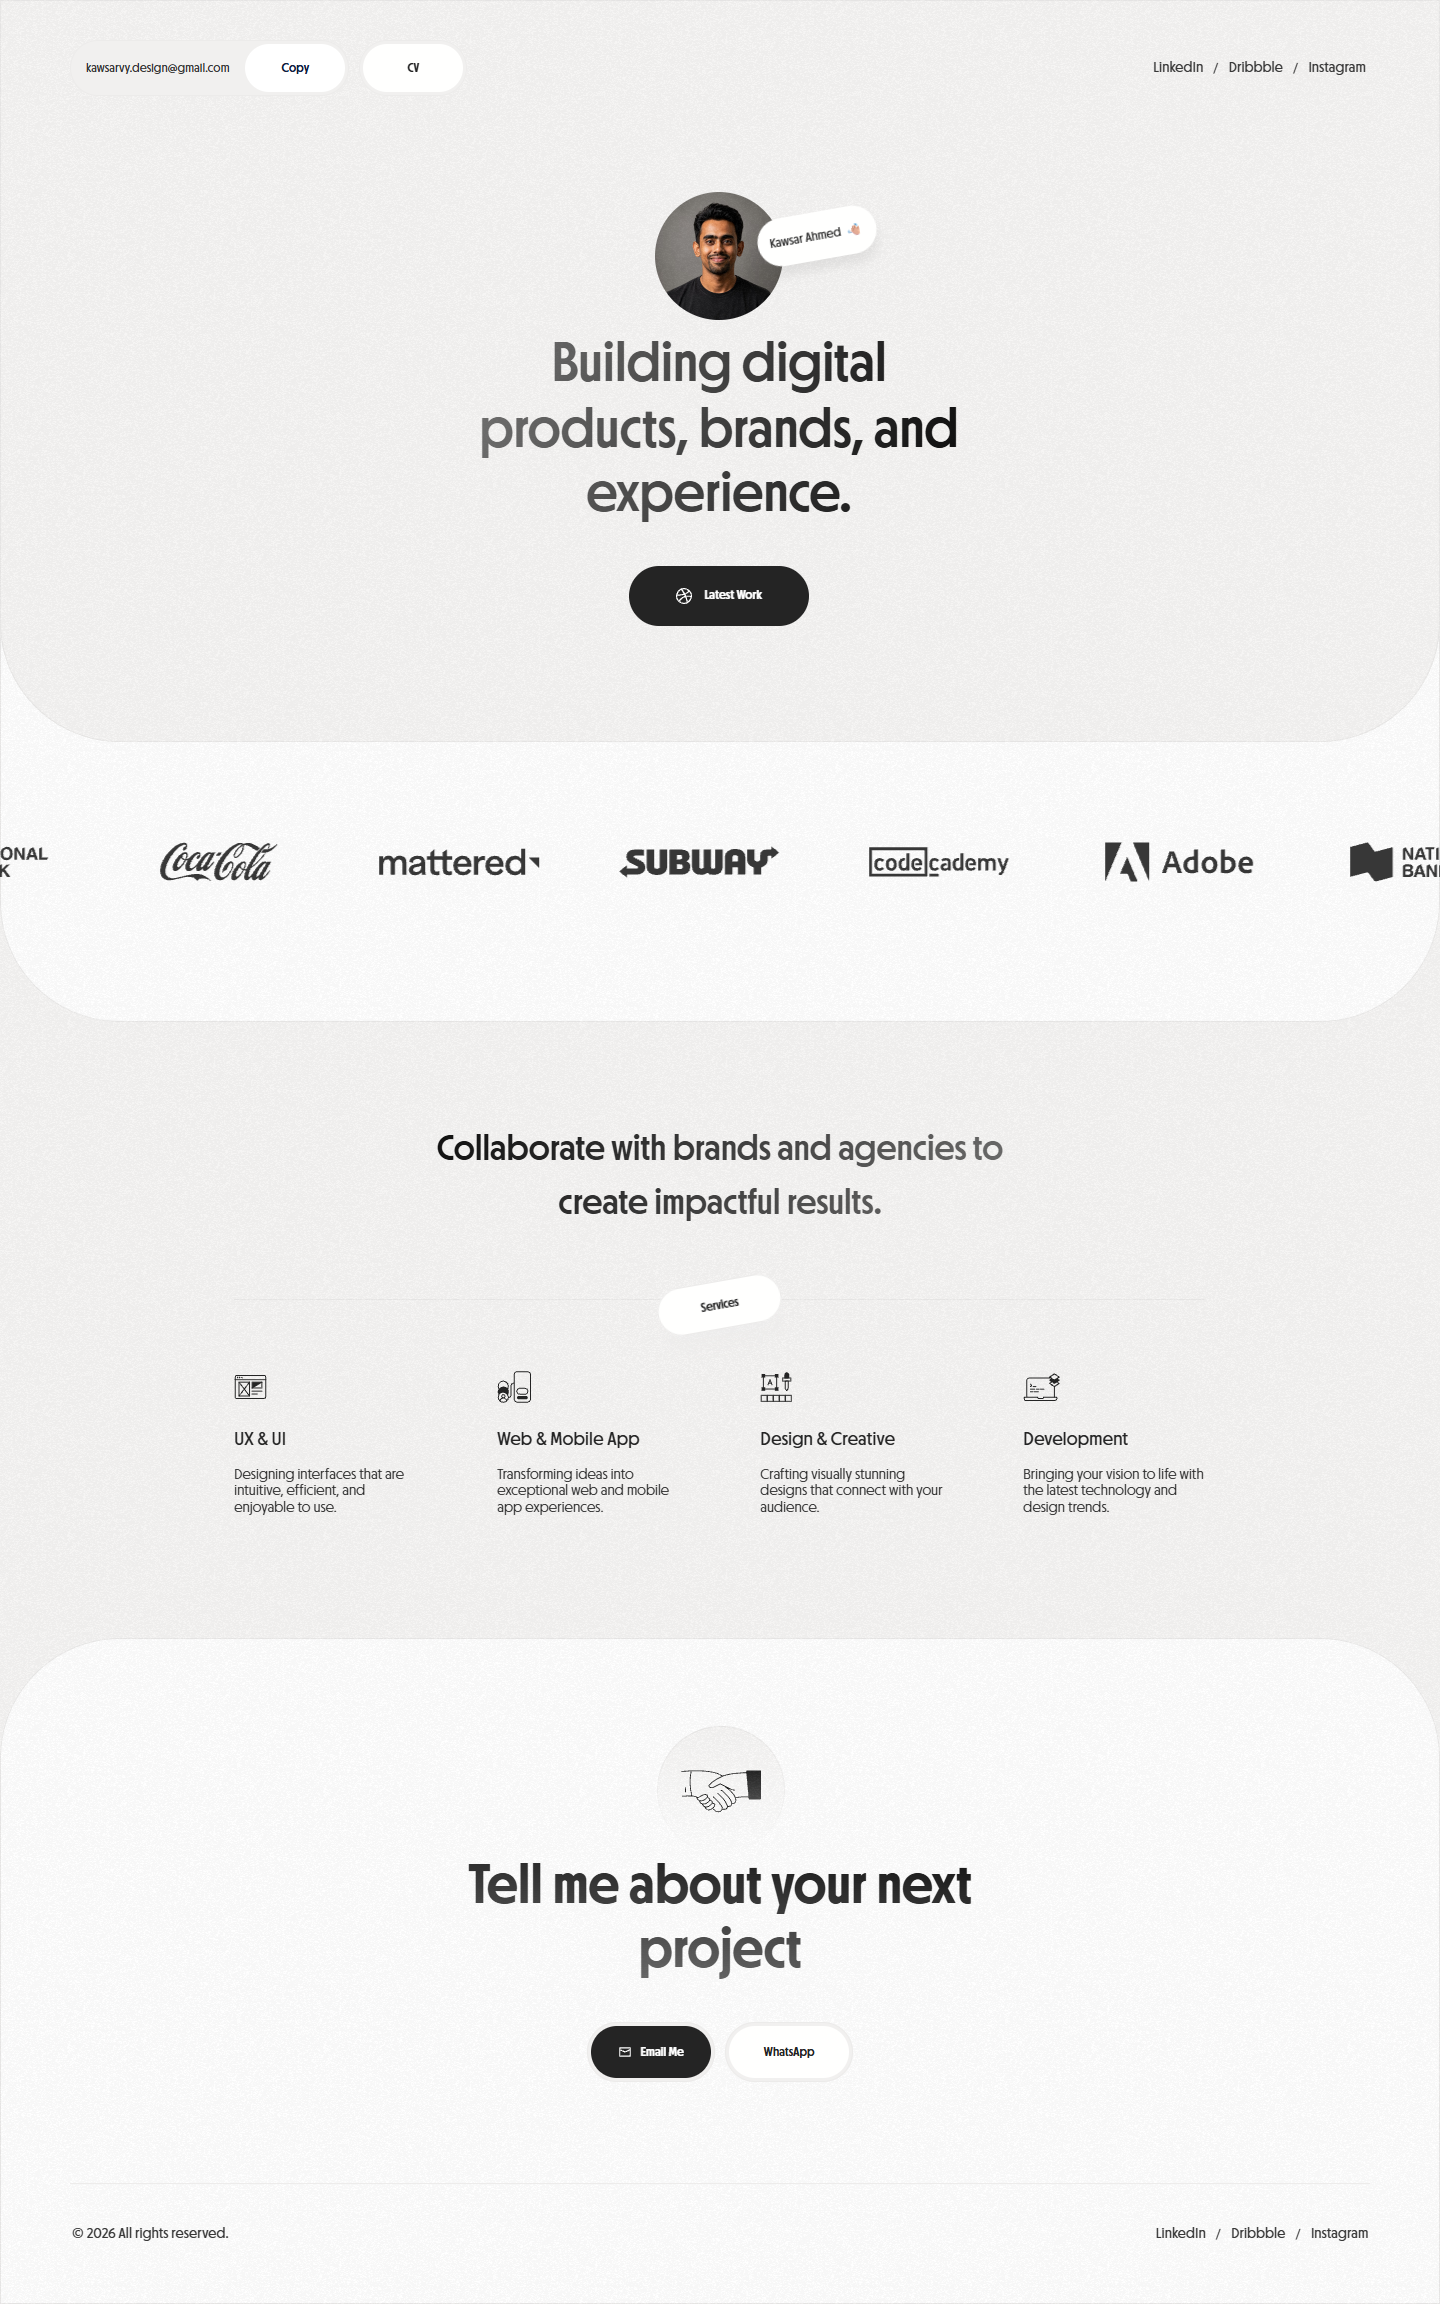 kawsarvy.design@gmail.com
Copy
CV
LinkedIn / Dribbble / Instagram
Kawsar Ahmed
Building digital
products, brands, and
experience.
Latest Work
ONAL
K
Coca-Cola
mattered
SUBWAY
codecademy
Adobe
NATI
BAN
Collaborate with brands and agencies to
create impactful results.
Services
UX & UI
Designing interfaces that are
intuitive, efficient, and
enjoyable to use.
Web & Mobile App
Transforming ideas into
exceptional web and mobile
app experiences.
Design & Creative
Crafting visually stunning
designs that connect with your
audience.
Development
Bringing your vision to life with
the latest technology and
design trends.
Tell me about your next
project
Email Me
WhatsApp
© 2026 All rights reserved.
LinkedIn / Dribbble / Instagram